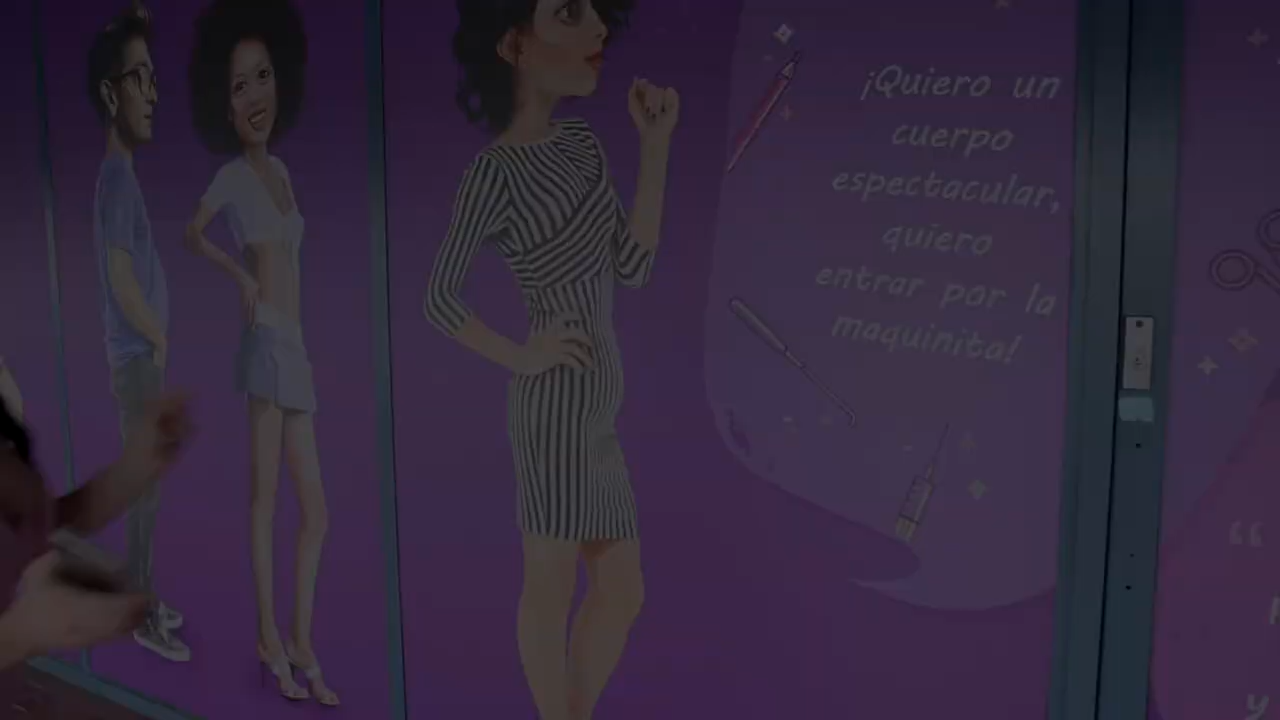 ¡Quiero un
cuerpo
espectacular,
quiero
entrar por la
maquinita!
“
y